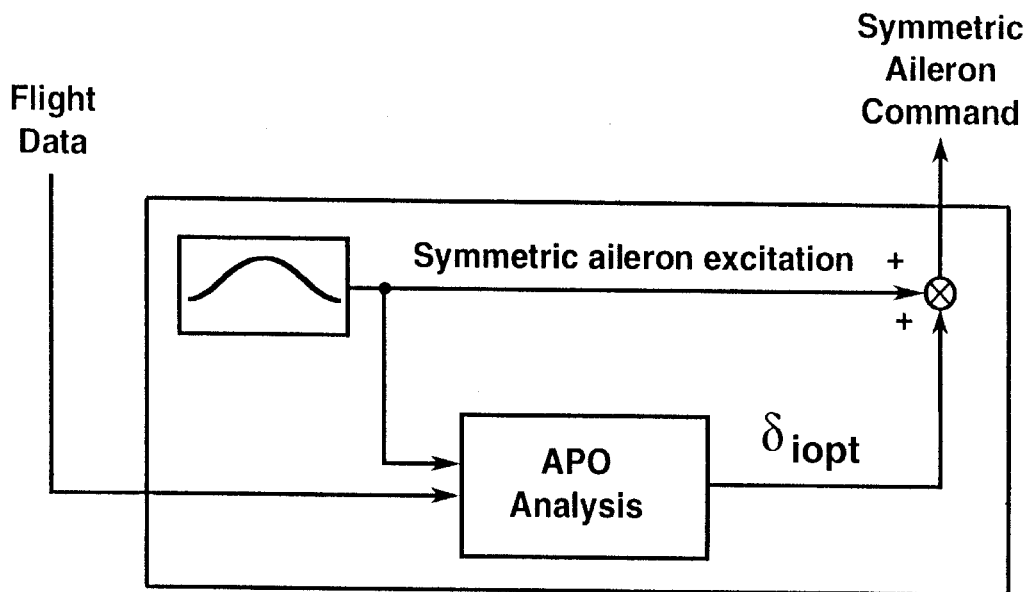 Symmetric
Aileron
Command
Flight
Data
Symmetric aileron excitation +
+
APO
Analysis
δ iopt